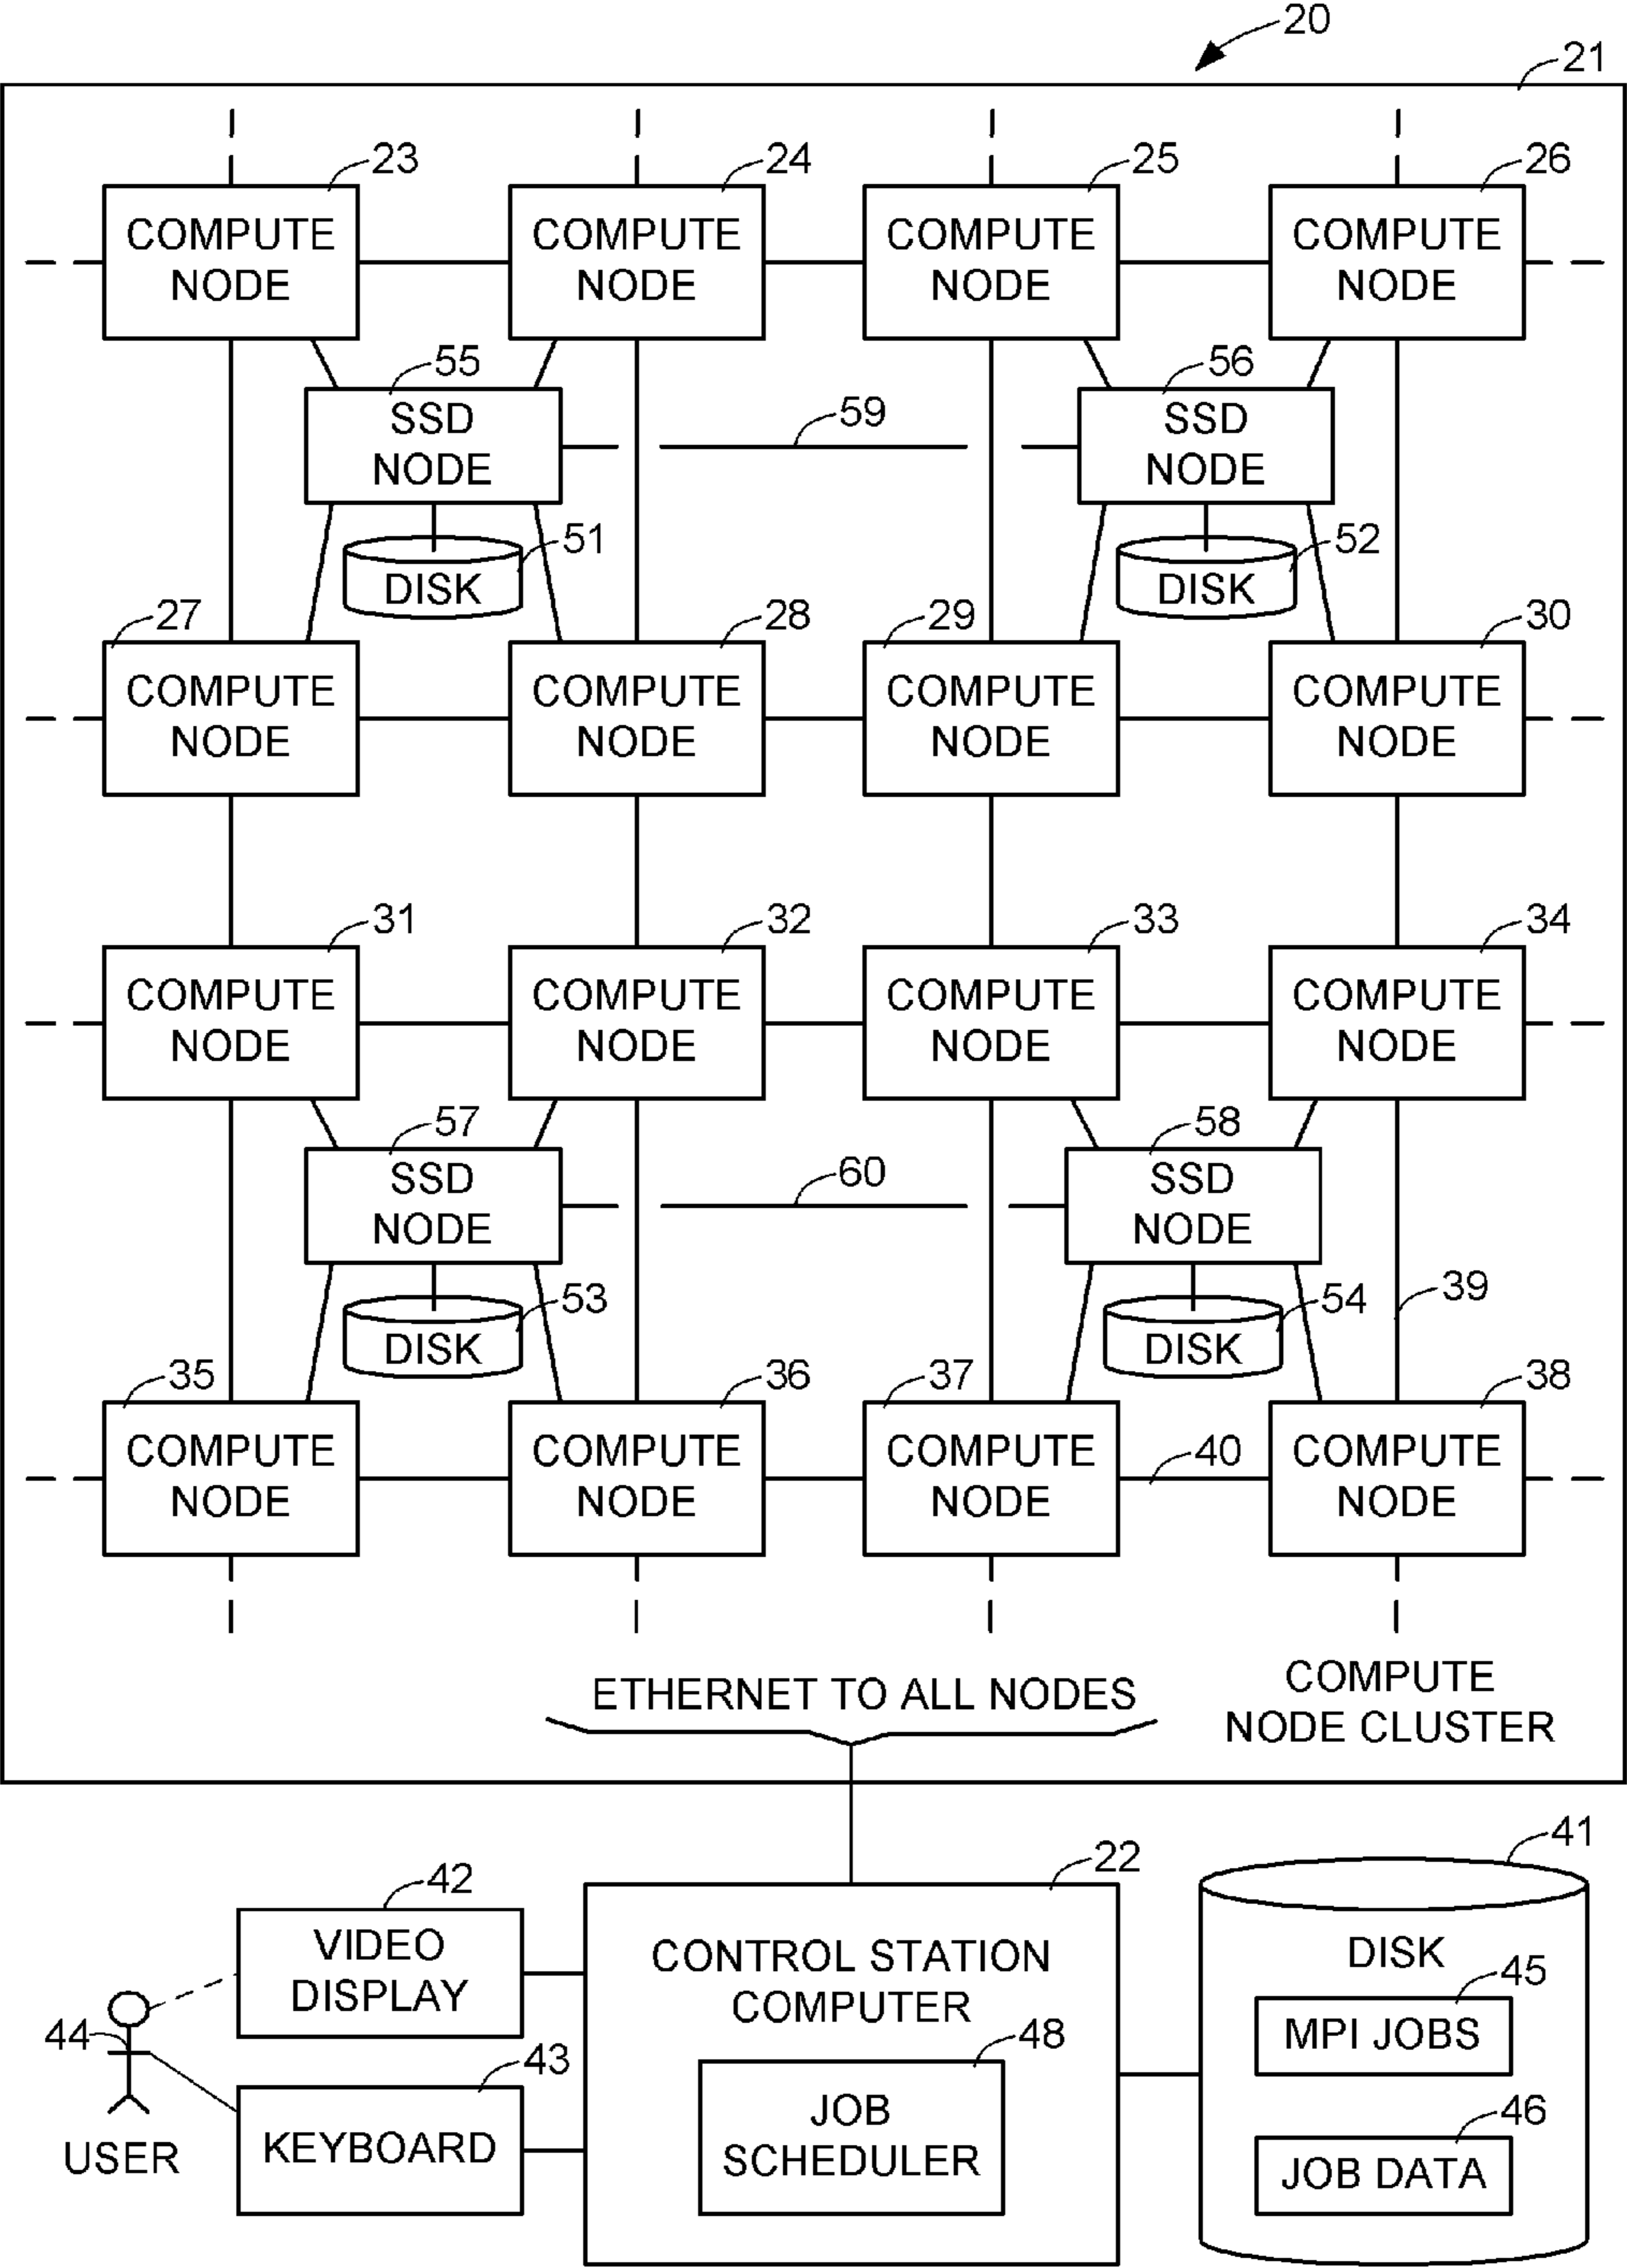 20
21
23
24
25
26
COMPUTE NODE
COMPUTE NODE
COMPUTE NODE
COMPUTE NODE
55
56
SSD NODE
59
SSD NODE
51
52
DISK
DISK
27
28
29
30
COMPUTE NODE
COMPUTE NODE
COMPUTE NODE
COMPUTE NODE
31
32
33
34
COMPUTE NODE
COMPUTE NODE
COMPUTE NODE
COMPUTE NODE
57
58
SSD NODE
60
SSD NODE
53
54
39
DISK
DISK
35
36
37
38
COMPUTE NODE
COMPUTE NODE
40
COMPUTE NODE
COMPUTE NODE
ETHERNET TO ALL NODES
COMPUTE
NODE CLUSTER
22
41
42
VIDEO
DISPLAY
CONTROL STATION
COMPUTER
DISK
45
MPI JOBS
44
43
48
USER
KEYBOARD
JOB
SCHEDULER
46
JOB DATA